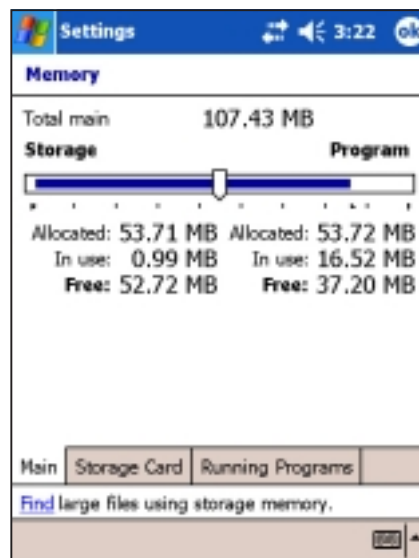 Settings 3:22 ok
Memory
Total main 107.43 MB
Storage Program
Allocated: 53.71 MB Allocated: 53.72 MB
In use: 0.99 MB In use: 16.52 MB
Free: 52.72 MB Free: 37.20 MB
Main Storage Card Running Programs
Find large files using storage memory.